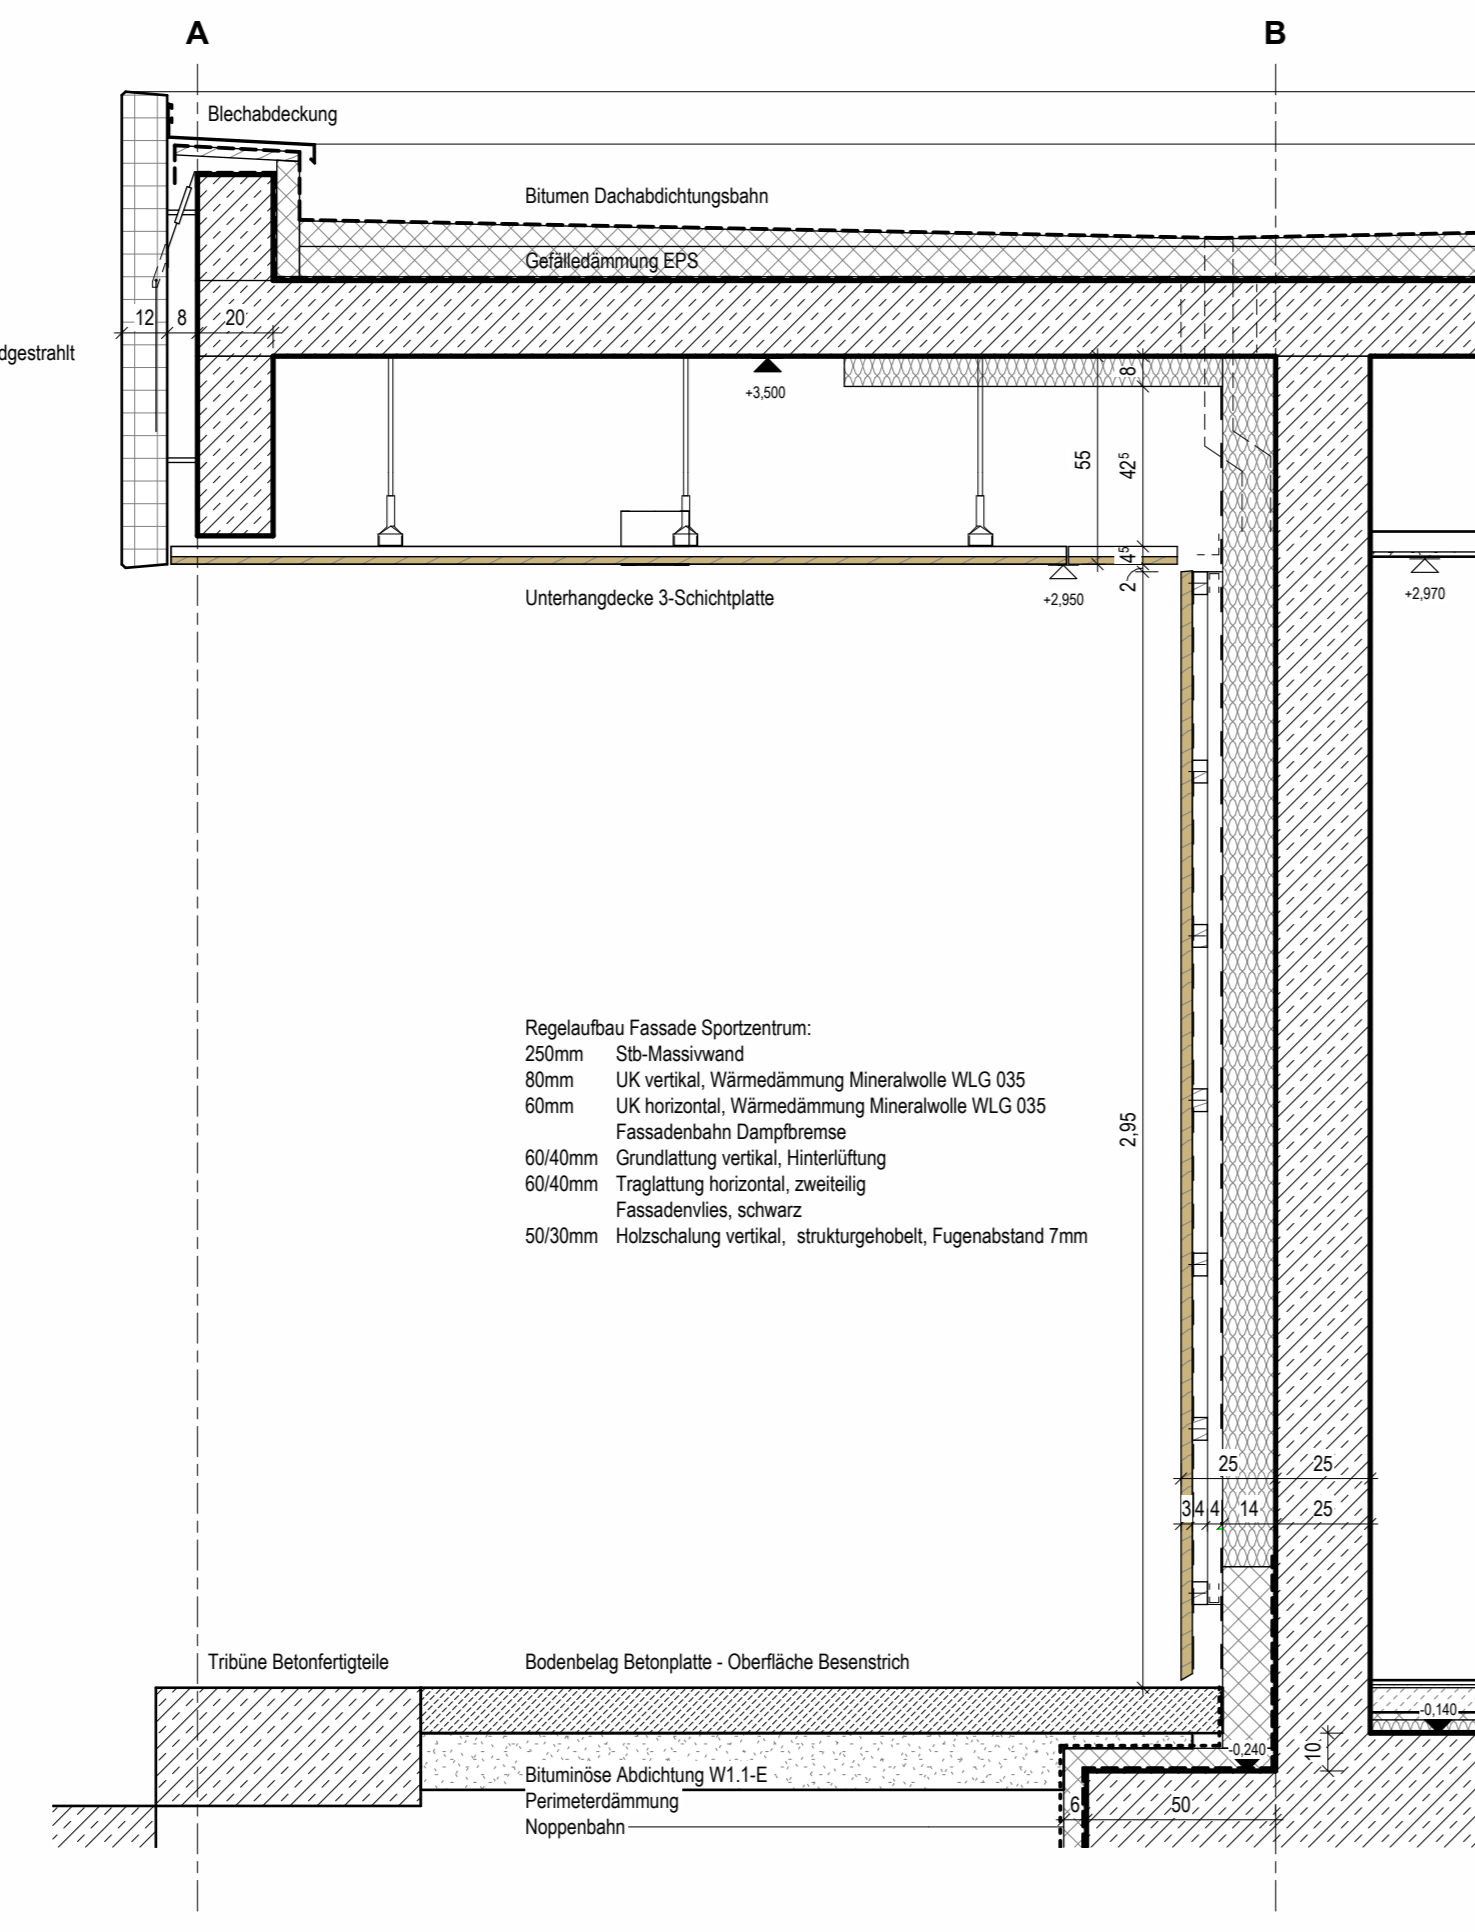 A
B
Blechabdeckung
Bitumen Dachabdichtungsbahn
Gefälledämmung EPS
12 8 20
dgestrahlt
+3,500
8
55
42⁵
4⁵
2
Unterhangdecke 3-Schichtplatte
+2,950
+2,970
Regelaufbau Fassade Sportzentrum:
250mm Stb-Massivwand
80mm UK vertikal, Wärmedämmung Mineralwolle WLG 035
60mm UK horizontal, Wärmedämmung Mineralwolle WLG 035
Fassadenbahn Dampfbremse
60/40mm Grundlattung vertikal, Hinterlüftung
60/40mm Traglattung horizontal, zweiteilig
Fassadenvlies, schwarz
50/30mm Holzschalung vertikal, strukturgehobelt, Fugenabstand 7mm
2,95
25 25
3 4 4 14 25
Tribüne Betonfertigteile
Bodenbelag Betonplatte - Oberfläche Besenstrich
-0,140
-0,240
10
Bituminöse Abdichtung W1.1-E
Perimeterdämmung
6 50
Noppenbahn